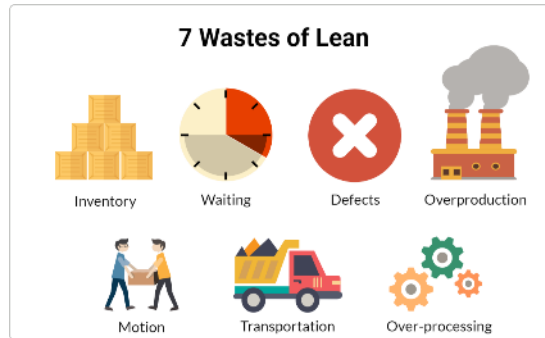 7 Wastes of Lean
Inventory
Waiting
Defects
Overproduction
Motion
Transportation
Over-processing